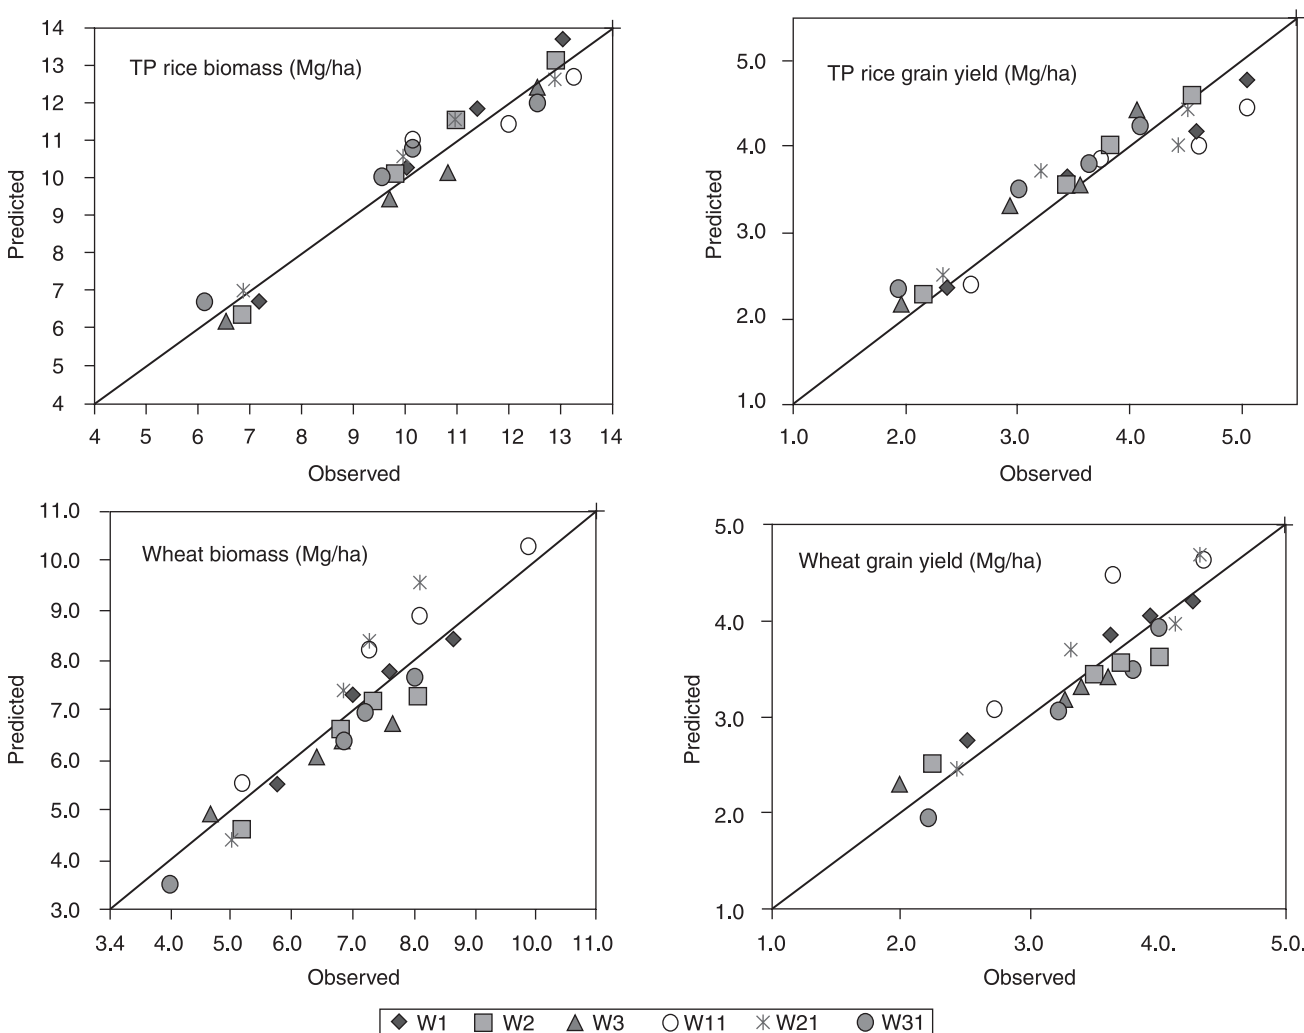 TP rice biomass (Mg/ha)
14
13
12
11
10
9
8
7
6
5
4
Predicted
4 5 6 7 8 9 10 11 12 13 14
Observed
TP rice grain yield (Mg/ha)
5.0
4.0
3.0
2.0
1.0
Predicted
1.0 2.0 3.0 4.0 5.0
Observed
Wheat biomass (Mg/ha)
11.0
10.0
9.0
8.0
7.0
6.0
5.0
4.0
3.0
Predicted
3.4 4.0 5.0 6.0 7.0 8.0 9.0 10.0 11.0
Observed
Wheat grain yield (Mg/ha)
5.0
4.0
3.0
2.0
1.0
Predicted
1.0 2.0 3.0 4.0. 5.0.
Observed
W1 W2 W3 W11 W21 W31